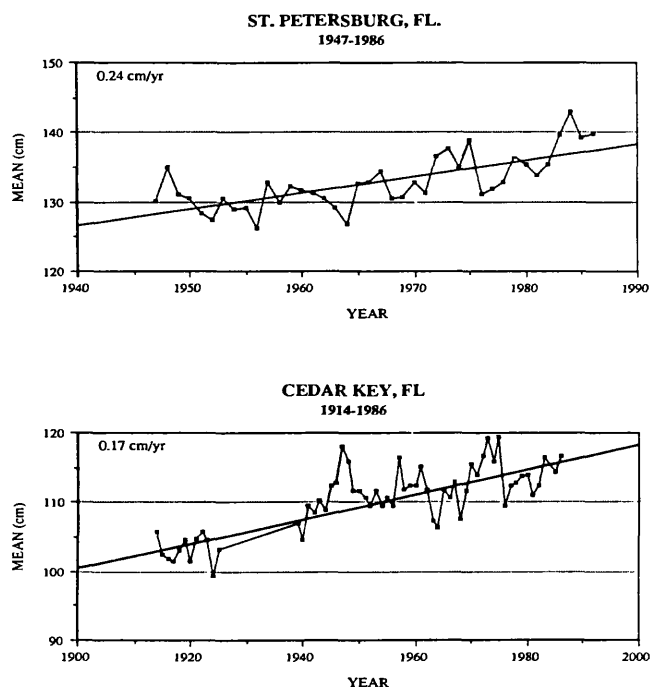 ST. PETERSBURG, FL.
1947-1986
0.24 cm/yr
MEAN (cm)
150
140
130
120
1940 1950 1960 1970 1980 1990
YEAR
CEDAR KEY, FL
1914-1986
0.17 cm/yr
MEAN (cm)
120
110
100
90
1900 1920 1940 1960 1980 2000
YEAR